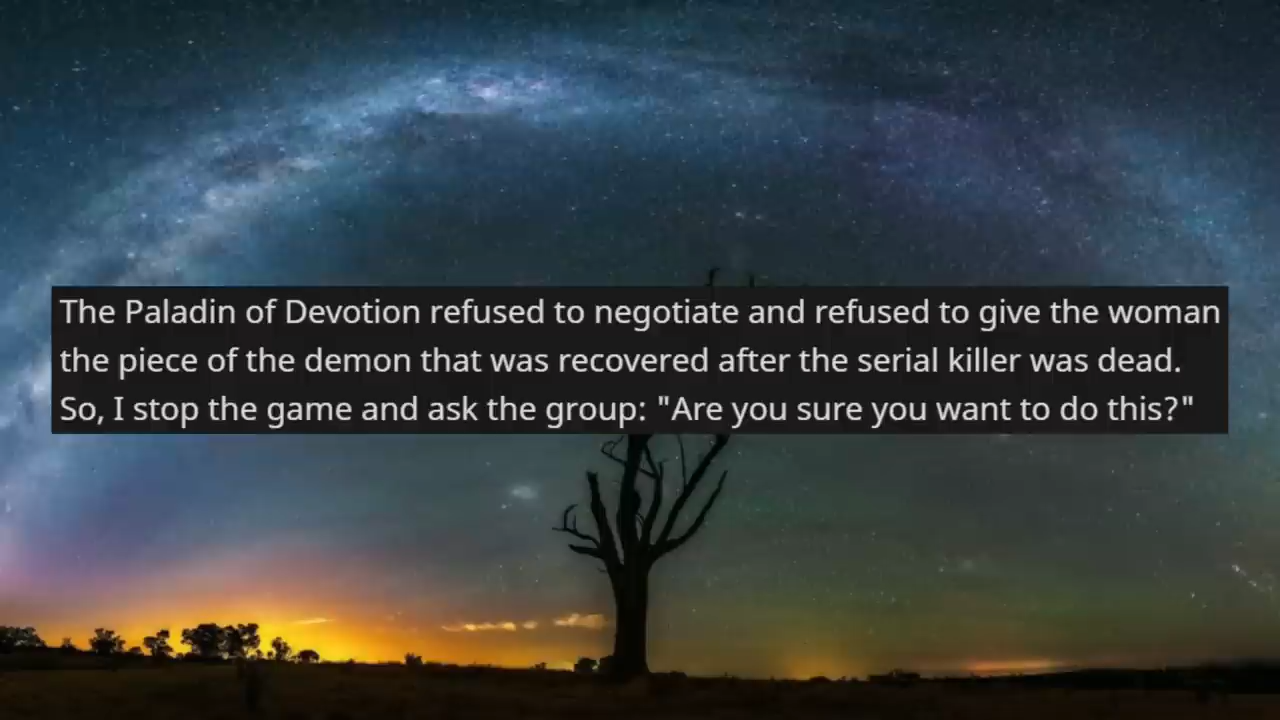 The Paladin of Devotion refused to negotiate and refused to give the woman
the piece of the demon that was recovered after the serial killer was dead.
So, I stop the game and ask the group: "Are you sure you want to do this?"